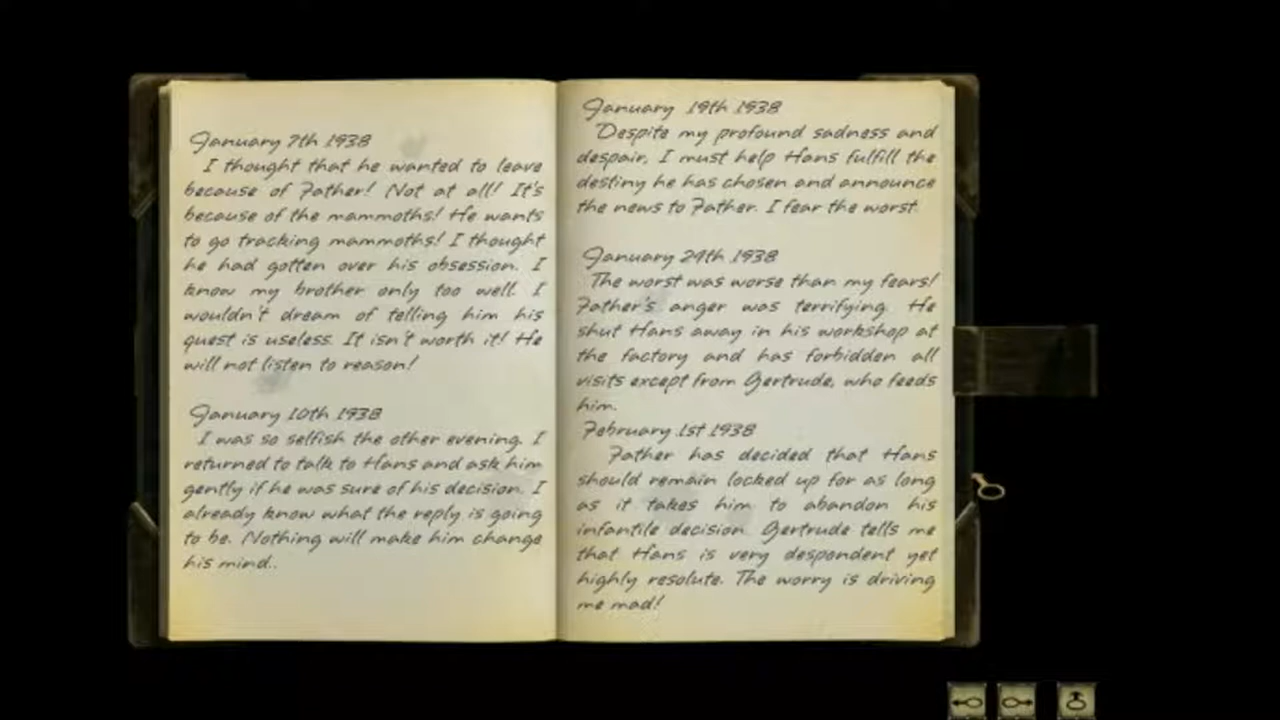 January 7th 1938
I thought that he wanted to leave
because of Father! Not at all! It's
because of the mammoths! He wants
to go tracking mammoths! I thought
he had gotten over his obsession. I
know my brother only too well. I
wouldn't dream of telling him his
quest is useless. It isn't worth it! He
will not listen to reason!
January 10th 1938
I was so selfish the other evening. I
returned to talk to Hans and ask him
gently if he was sure of his decision. I
already know what the reply is going
to be. Nothing will make him change
his mind..
January 19th 1938
Despite my profound sadness and
despair, I must help Hans fulfill the
destiny he has chosen and announce
the news to Father. I fear the worst.
January 29th 1938
The worst was worse than my fears!
Father's anger was terrifying. He
shut Hans away in his workshop at
the factory and has forbidden all
visits except from Gertrude, who feeds
him.
February 1st 1938
Father has decided that Hans
should remain locked up for as long
as it takes him to abandon his
infantile decision. Gertrude tells me
that Hans is very despondent yet
highly resolute. The worry is driving
me mad!